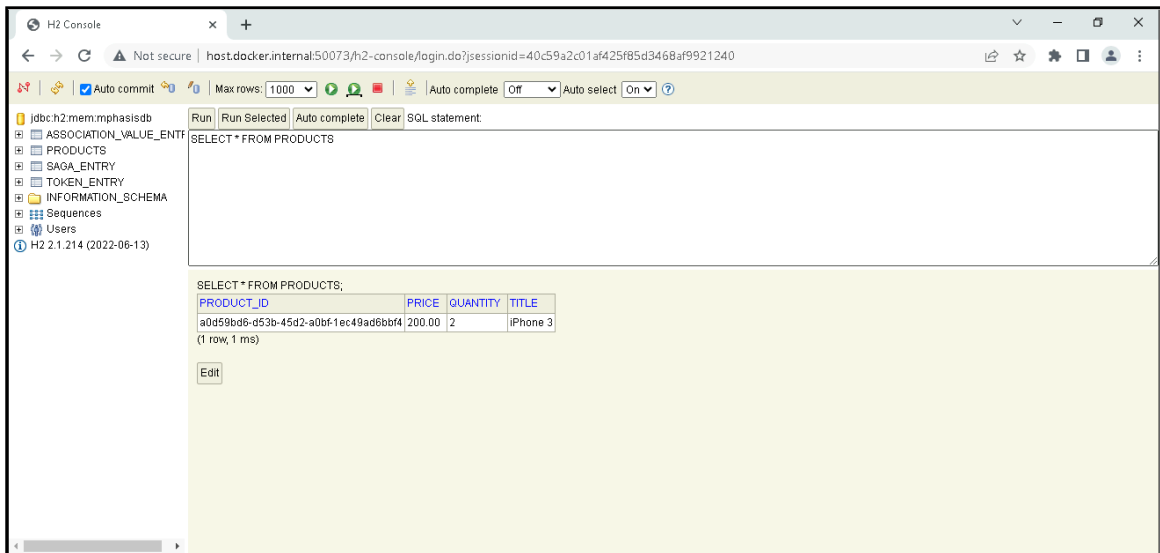 H2 Console
Not secure | host.docker.internal:50073/h2-console/login.do?jsessionid=40c59a2c01af425f85d3468af9921240
Auto commit Max rows: 1000 Auto complete Off Auto select On
jdbc:h2:mem:mphasisdb
ASSOCIATION_VALUE_ENTR
PRODUCTS
SAGA_ENTRY
TOKEN_ENTRY
INFORMATION_SCHEMA
Sequences
Users
H2 2.1.214 (2022-06-13)
Run Run Selected Auto complete Clear SQL statement:
SELECT * FROM PRODUCTS
SELECT * FROM PRODUCTS;
PRODUCT_ID PRICE QUANTITY TITLE
a0d59bd6-d53b-45d2-a0bf-1ec49ad6bbf4 200.00 2 iPhone 3
(1 row, 1 ms)
Edit